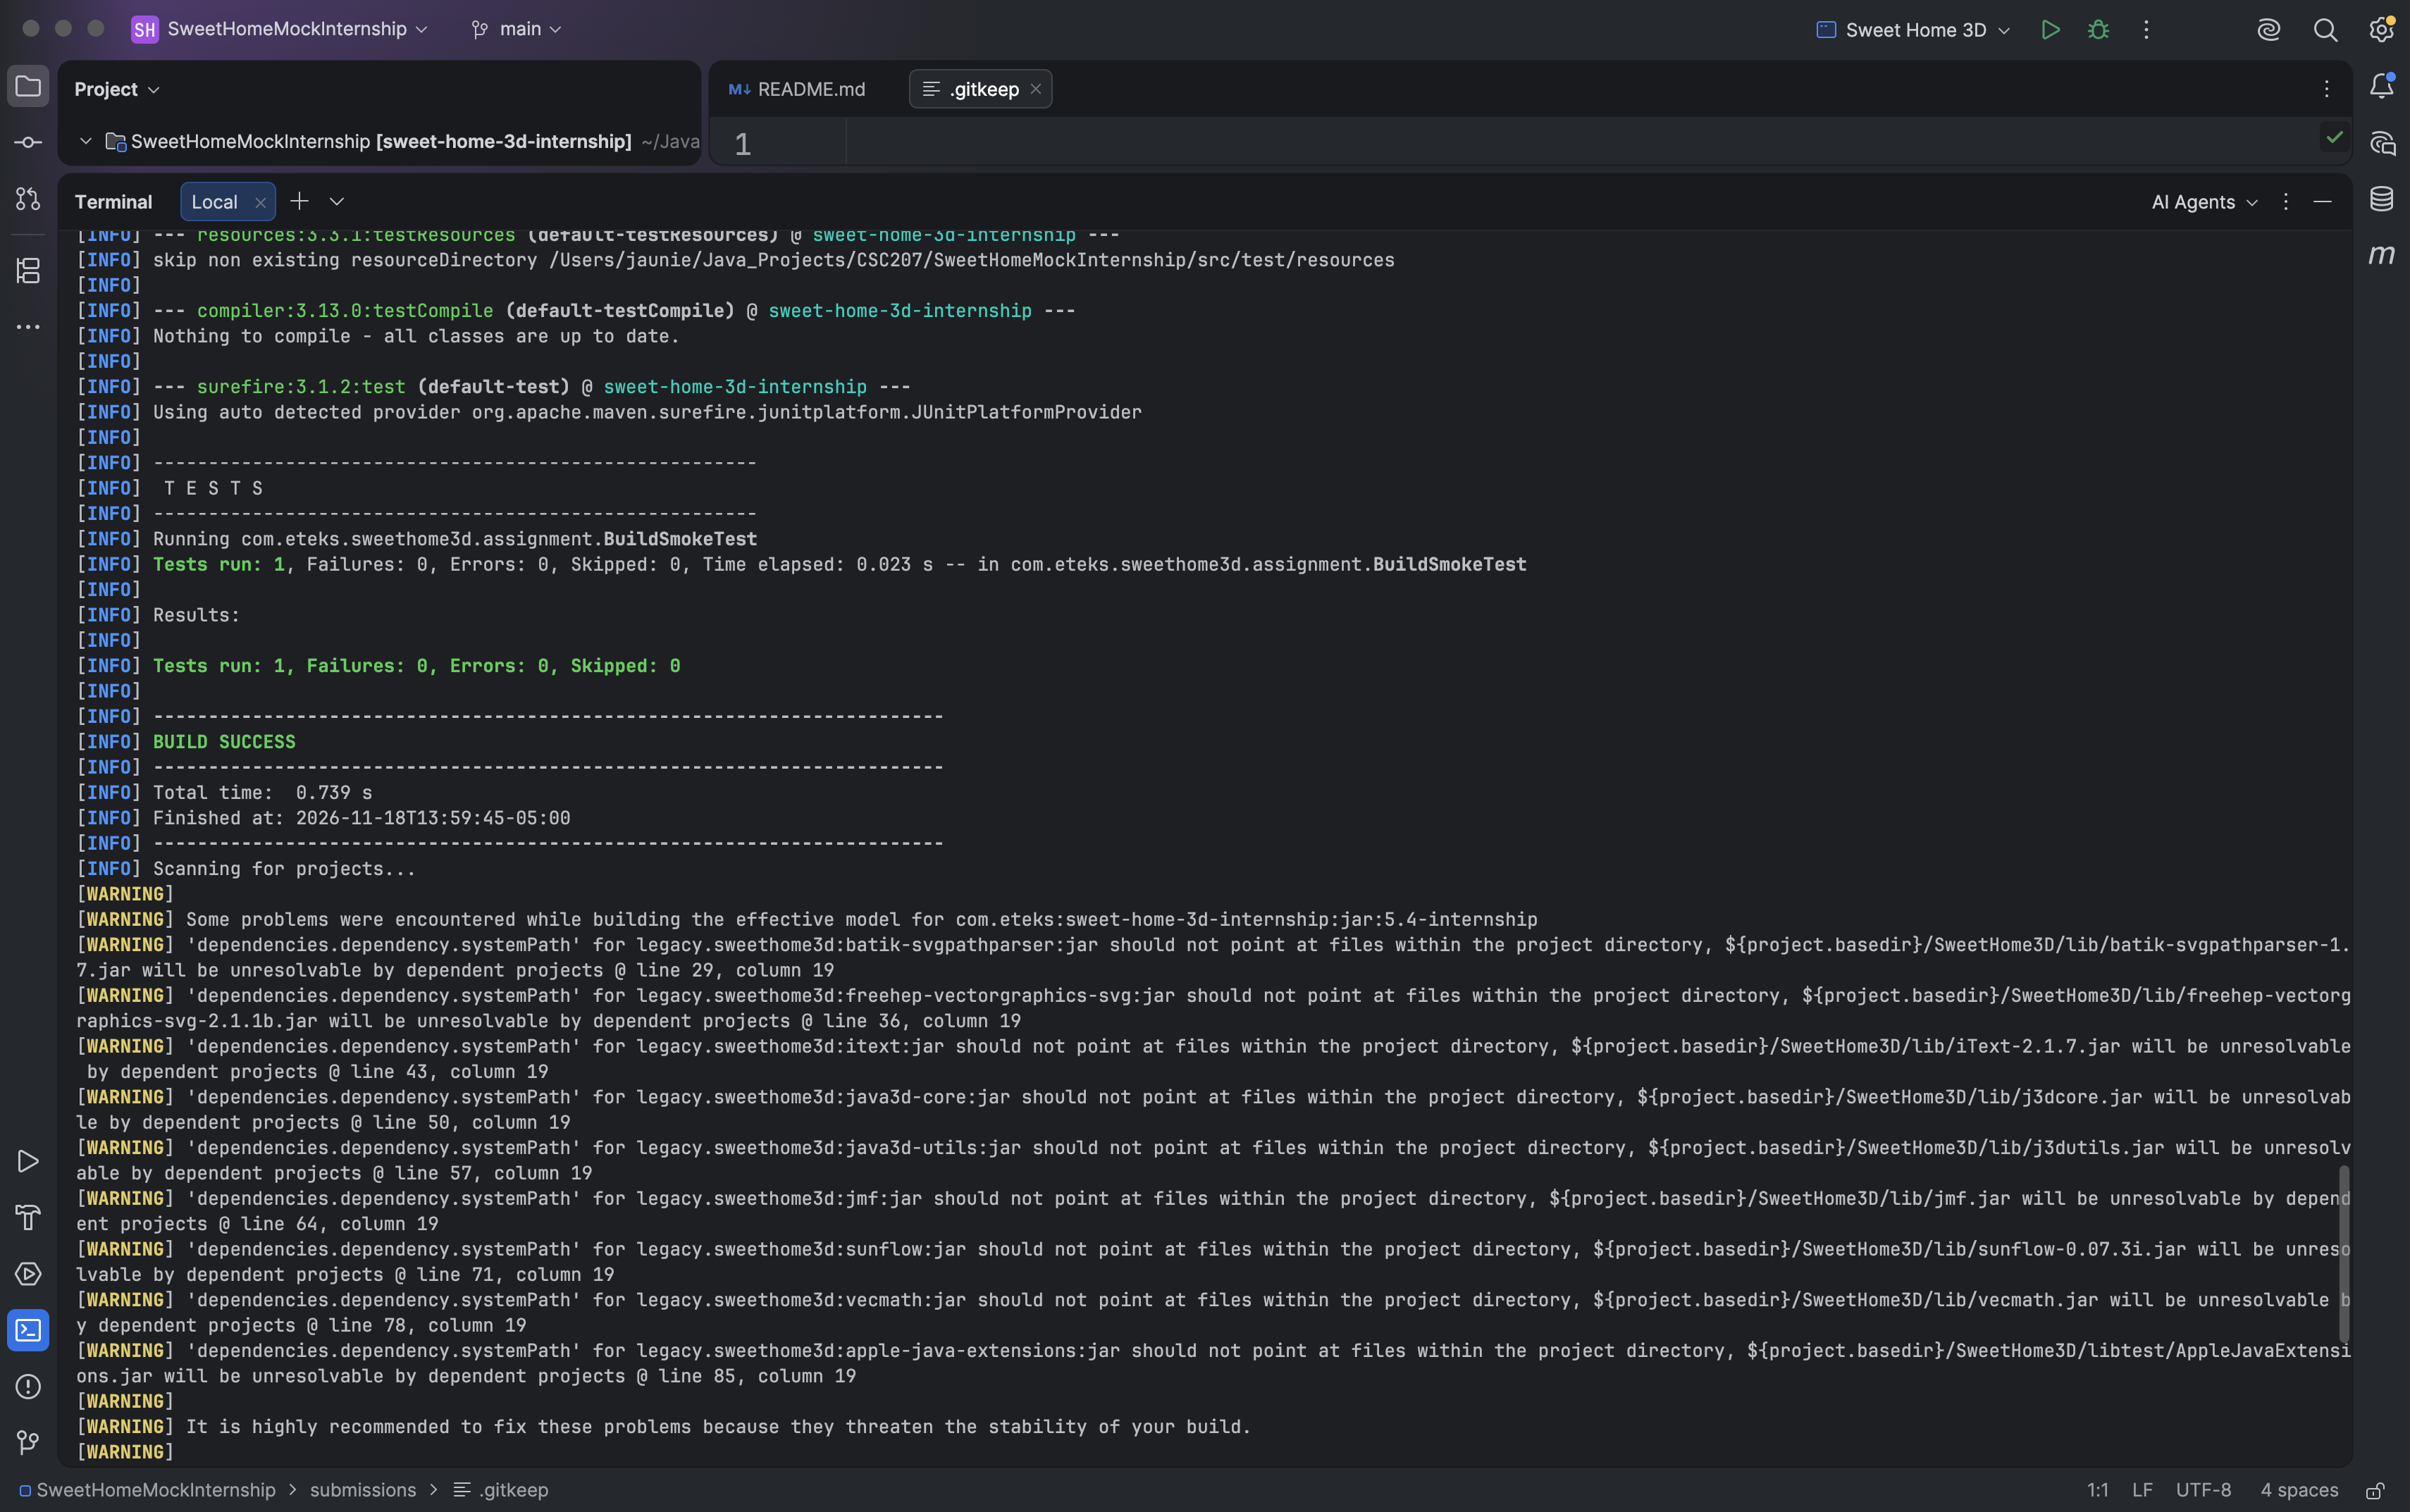 SH SweetHomeMockInternship main Sweet Home 3D
Project
SweetHomeMockInternship [sweet-home-3d-internship] ~/Java
M↓ README.md .gitkeep
1
Terminal Local AI Agents
[INFO] --- resources:3.3.1:testResources (default-testResources) @ sweet-home-3d-internship ---
[INFO] skip non existing resourceDirectory /Users/jaunie/Java_Projects/CSC207/SweetHomeMockInternship/src/test/resources
[INFO]
[INFO] --- compiler:3.13.0:testCompile (default-testCompile) @ sweet-home-3d-internship ---
[INFO] Nothing to compile - all classes are up to date.
[INFO]
[INFO] --- surefire:3.1.2:test (default-test) @ sweet-home-3d-internship ---
[INFO] Using auto detected provider org.apache.maven.surefire.junitplatform.JUnitPlatformProvider
[INFO]
[INFO] -------------------------------------------------------
[INFO]  T E S T S
[INFO] -------------------------------------------------------
[INFO] Running com.eteks.sweethome3d.assignment.BuildSmokeTest
[INFO] Tests run: 1, Failures: 0, Errors: 0, Skipped: 0, Time elapsed: 0.023 s -- in com.eteks.sweethome3d.assignment.BuildSmokeTest
[INFO]
[INFO] Results:
[INFO]
[INFO] Tests run: 1, Failures: 0, Errors: 0, Skipped: 0
[INFO]
[INFO] ------------------------------------------------------------------------
[INFO] BUILD SUCCESS
[INFO] ------------------------------------------------------------------------
[INFO] Total time:  0.739 s
[INFO] Finished at: 2026-11-18T13:59:45-05:00
[INFO] ------------------------------------------------------------------------
[INFO] Scanning for projects...
[WARNING]
[WARNING] Some problems were encountered while building the effective model for com.eteks:sweet-home-3d-internship:jar:5.4-internship
[WARNING] 'dependencies.dependency.systemPath' for legacy.sweethome3d:batik-svgpathparser:jar should not point at files within the project directory, ${project.basedir}/SweetHome3D/lib/batik-svgpathparser-1.
7.jar will be unresolvable by dependent projects @ line 29, column 19
[WARNING] 'dependencies.dependency.systemPath' for legacy.sweethome3d:freehep-vectorgraphics-svg:jar should not point at files within the project directory, ${project.basedir}/SweetHome3D/lib/freehep-vectorg
raphics-svg-2.1.1b.jar will be unresolvable by dependent projects @ line 36, column 19
[WARNING] 'dependencies.dependency.systemPath' for legacy.sweethome3d:itext:jar should not point at files within the project directory, ${project.basedir}/SweetHome3D/lib/iText-2.1.7.jar will be unresolvable
 by dependent projects @ line 43, column 19
[WARNING] 'dependencies.dependency.systemPath' for legacy.sweethome3d:java3d-core:jar should not point at files within the project directory, ${project.basedir}/SweetHome3D/lib/j3dcore.jar will be unresolvab
le by dependent projects @ line 50, column 19
[WARNING] 'dependencies.dependency.systemPath' for legacy.sweethome3d:java3d-utils:jar should not point at files within the project directory, ${project.basedir}/SweetHome3D/lib/j3dutils.jar will be unresolv
able by dependent projects @ line 57, column 19
[WARNING] 'dependencies.dependency.systemPath' for legacy.sweethome3d:jmf:jar should not point at files within the project directory, ${project.basedir}/SweetHome3D/lib/jmf.jar will be unresolvable by depend
ent projects @ line 64, column 19
[WARNING] 'dependencies.dependency.systemPath' for legacy.sweethome3d:sunflow:jar should not point at files within the project directory, ${project.basedir}/SweetHome3D/lib/sunflow-0.07.3i.jar will be unreso
lvable by dependent projects @ line 71, column 19
[WARNING] 'dependencies.dependency.systemPath' for legacy.sweethome3d:vecmath:jar should not point at files within the project directory, ${project.basedir}/SweetHome3D/lib/vecmath.jar will be unresolvable b
y dependent projects @ line 78, column 19
[WARNING] 'dependencies.dependency.systemPath' for legacy.sweethome3d:apple-java-extensions:jar should not point at files within the project directory, ${project.basedir}/SweetHome3D/libtest/AppleJavaExtensi
ons.jar will be unresolvable by dependent projects @ line 85, column 19
[WARNING]
[WARNING] It is highly recommended to fix these problems because they threaten the stability of your build.
[WARNING]
SweetHomeMockInternship > submissions > .gitkeep 1:1 LF UTF-8 4 spaces